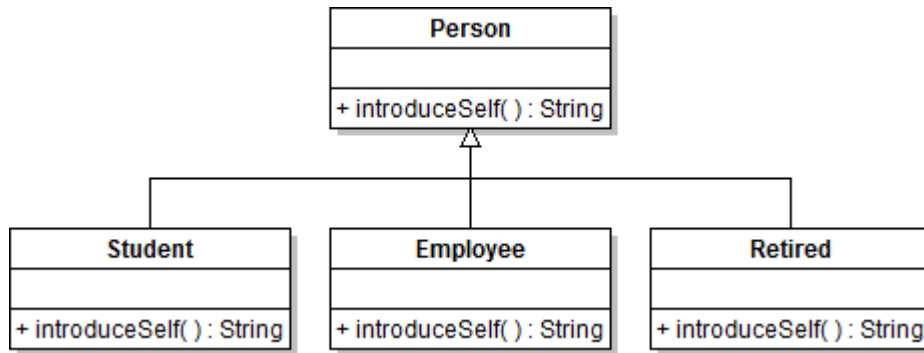 Person
+ introduceSelf( ) : String
Student
+ introduceSelf( ) : String
Employee
+ introduceSelf( ) : String
Retired
+ introduceSelf( ) : String